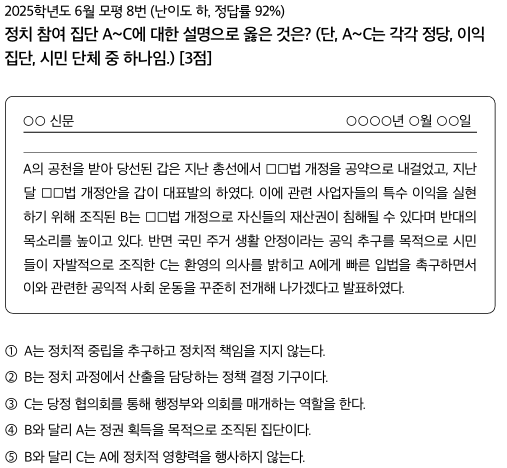 2025학년도 6월 모평 8번 (난이도 하, 정답률 92%)
정치 참여 집단 A~C에 대한 설명으로 옳은 것은? (단, A~C는 각각 정당, 이익
집단, 시민 단체 중 하나임.) [3점]
○○ 신문 ○○○○년 ○월 ○○일
A의 공천을 받아 당선된 갑은 지난 총선에서 □□법 개정을 공약으로 내걸었고, 지난
달 □□법 개정안을 갑이 대표발의 하였다. 이에 관련 사업자들의 특수 이익을 실현
하기 위해 조직된 B는 □□법 개정으로 자신들의 재산권이 침해될 수 있다며 반대의
목소리를 높이고 있다. 반면 국민 주거 생활 안정이라는 공익 추구를 목적으로 시민
들이 자발적으로 조직한 C는 환영의 의사를 밝히고 A에게 빠른 입법을 촉구하면서
이와 관련한 공익적 사회 운동을 꾸준히 전개해 나가겠다고 발표하였다.
① A는 정치적 중립을 추구하고 정치적 책임을 지지 않는다.
② B는 정치 과정에서 산출을 담당하는 정책 결정 기구이다.
③ C는 당정 협의회를 통해 행정부와 의회를 매개하는 역할을 한다.
④ B와 달리 A는 정권 획득을 목적으로 조직된 집단이다.
⑤ B와 달리 C는 A에 정치적 영향력을 행사하지 않는다.